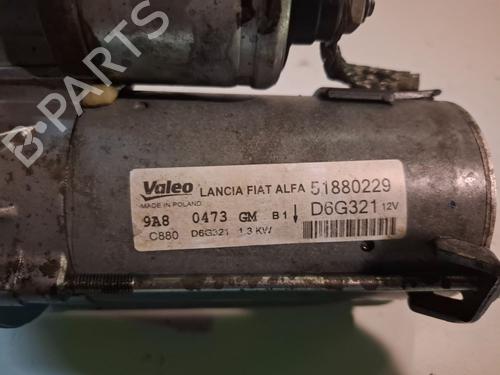 Valeo LANCIA FIAT ALFA 51880229
MADE IN POLAND D6G321 12V
9A8 0473 GM B1↓
C880 D6G321 1.3 KW
B-PARTS